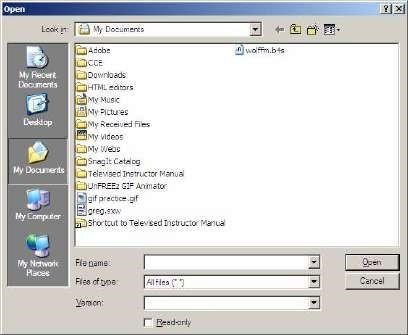 Open
Look in: My Documents
My Recent
Documents
Desktop
My Documents
My Computer
My Network
Places
Adobe
CCE
Downloads
HTML editors
My Music
My Pictures
My Received Files
My Videos
My Webs
SnagIt Catalog
Televised Instructor Manual
UnFREEz GIF Animator
gif practice.gif
greg.sxw
Shortcut to Televised Instructor Manual
wolffm.b4s
File name:
Open
Files of type: All files (*.*)
Cancel
Version:
Read-only